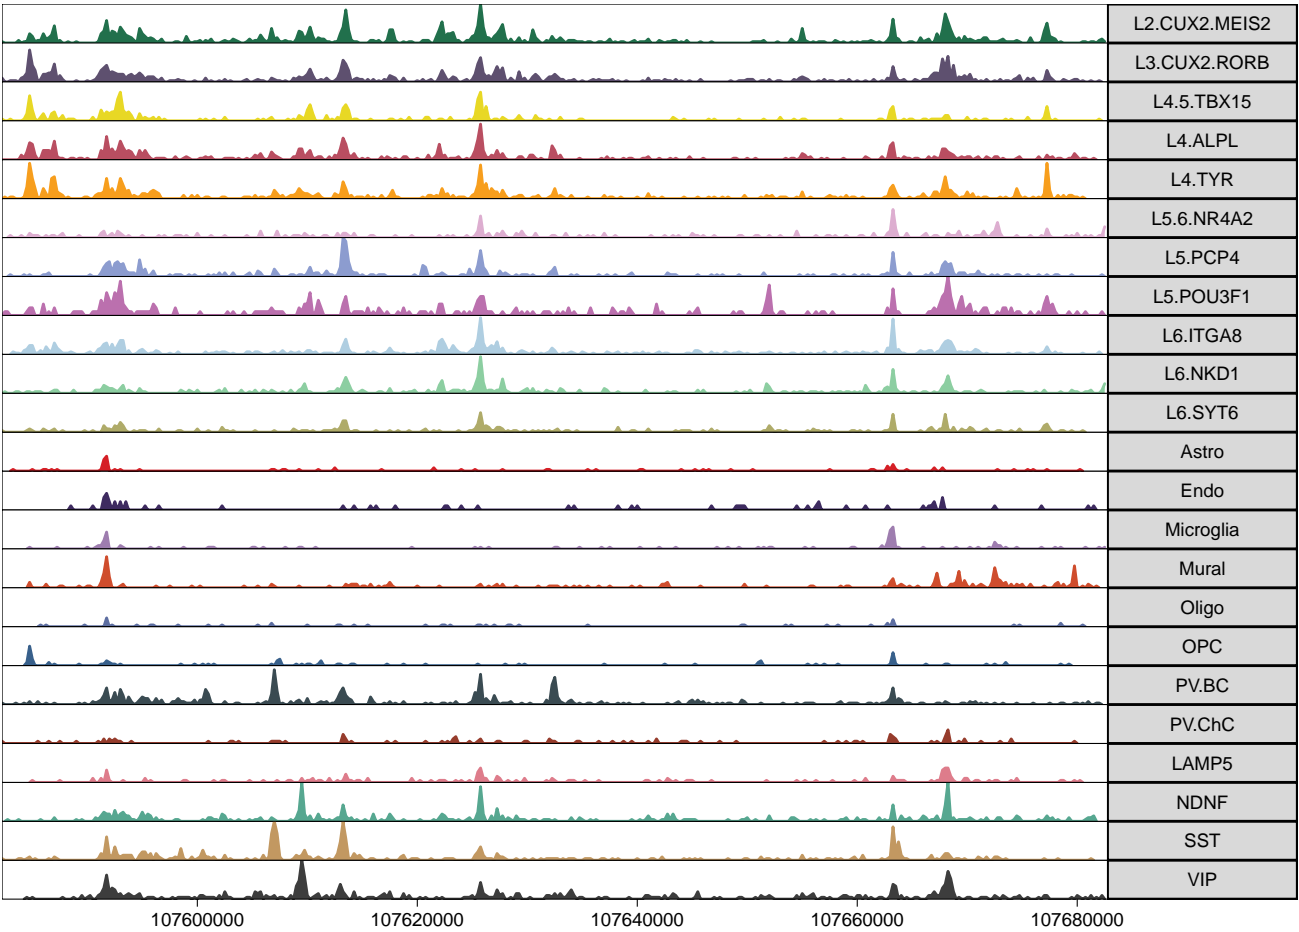 L2.CUX2.MEIS2
L3.CUX2.RORB
L4.5.TBX15
L4.ALPL
L4.TYR
L5.6.NR4A2
L5.PCP4
L5.POU3F1
L6.ITGA8
L6.NKD1
L6.SYT6
Astro
Endo
Microglia
Mural
Oligo
OPC
PV.BC
PV.ChC
LAMP5
NDNF
SST
VIP
107600000 107620000 107640000 107660000 107680000